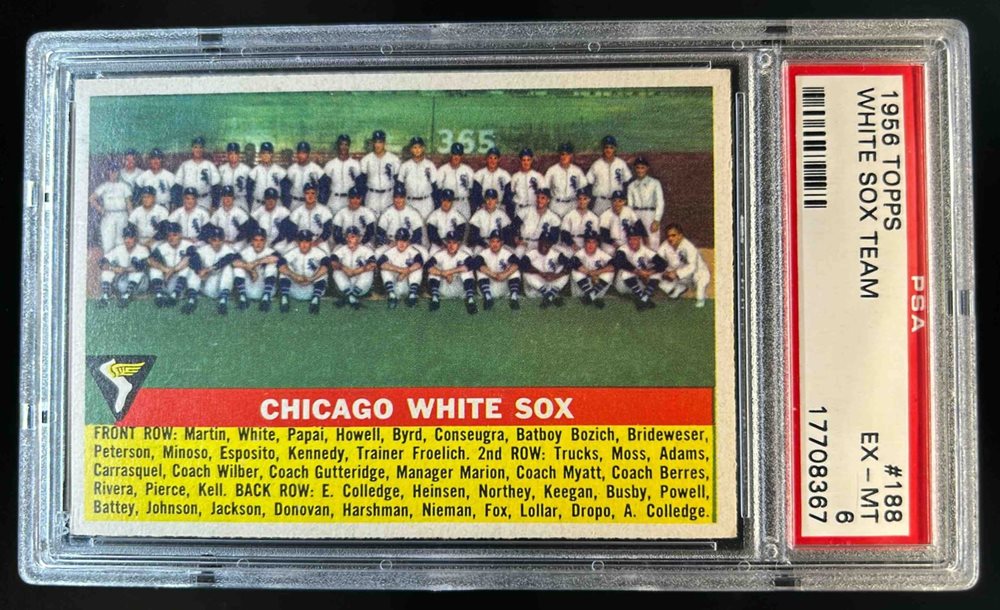 365
CHICAGO WHITE SOX
FRONT ROW: Martin, White, Papai, Howell, Byrd, Conseugra, Batboy Bozich, Brideweser,
Peterson, Minoso, Esposito, Kennedy, Trainer Froelich. 2nd ROW: Trucks, Moss, Adams,
Carrasquel, Coach Wilber, Coach Gutteridge, Manager Marion, Coach Myatt, Coach Berres,
Rivera, Pierce, Kell. BACK ROW: E. Colledge, Heinsen, Northey, Keegan, Busby, Powell,
Battey, Johnson, Jackson, Donovan, Harshman, Nieman, Fox, Lollar, Dropo, A. Colledge.
1956 TOPPS #188
WHITE SOX TEAM EX-MT
6
17708367
PSA